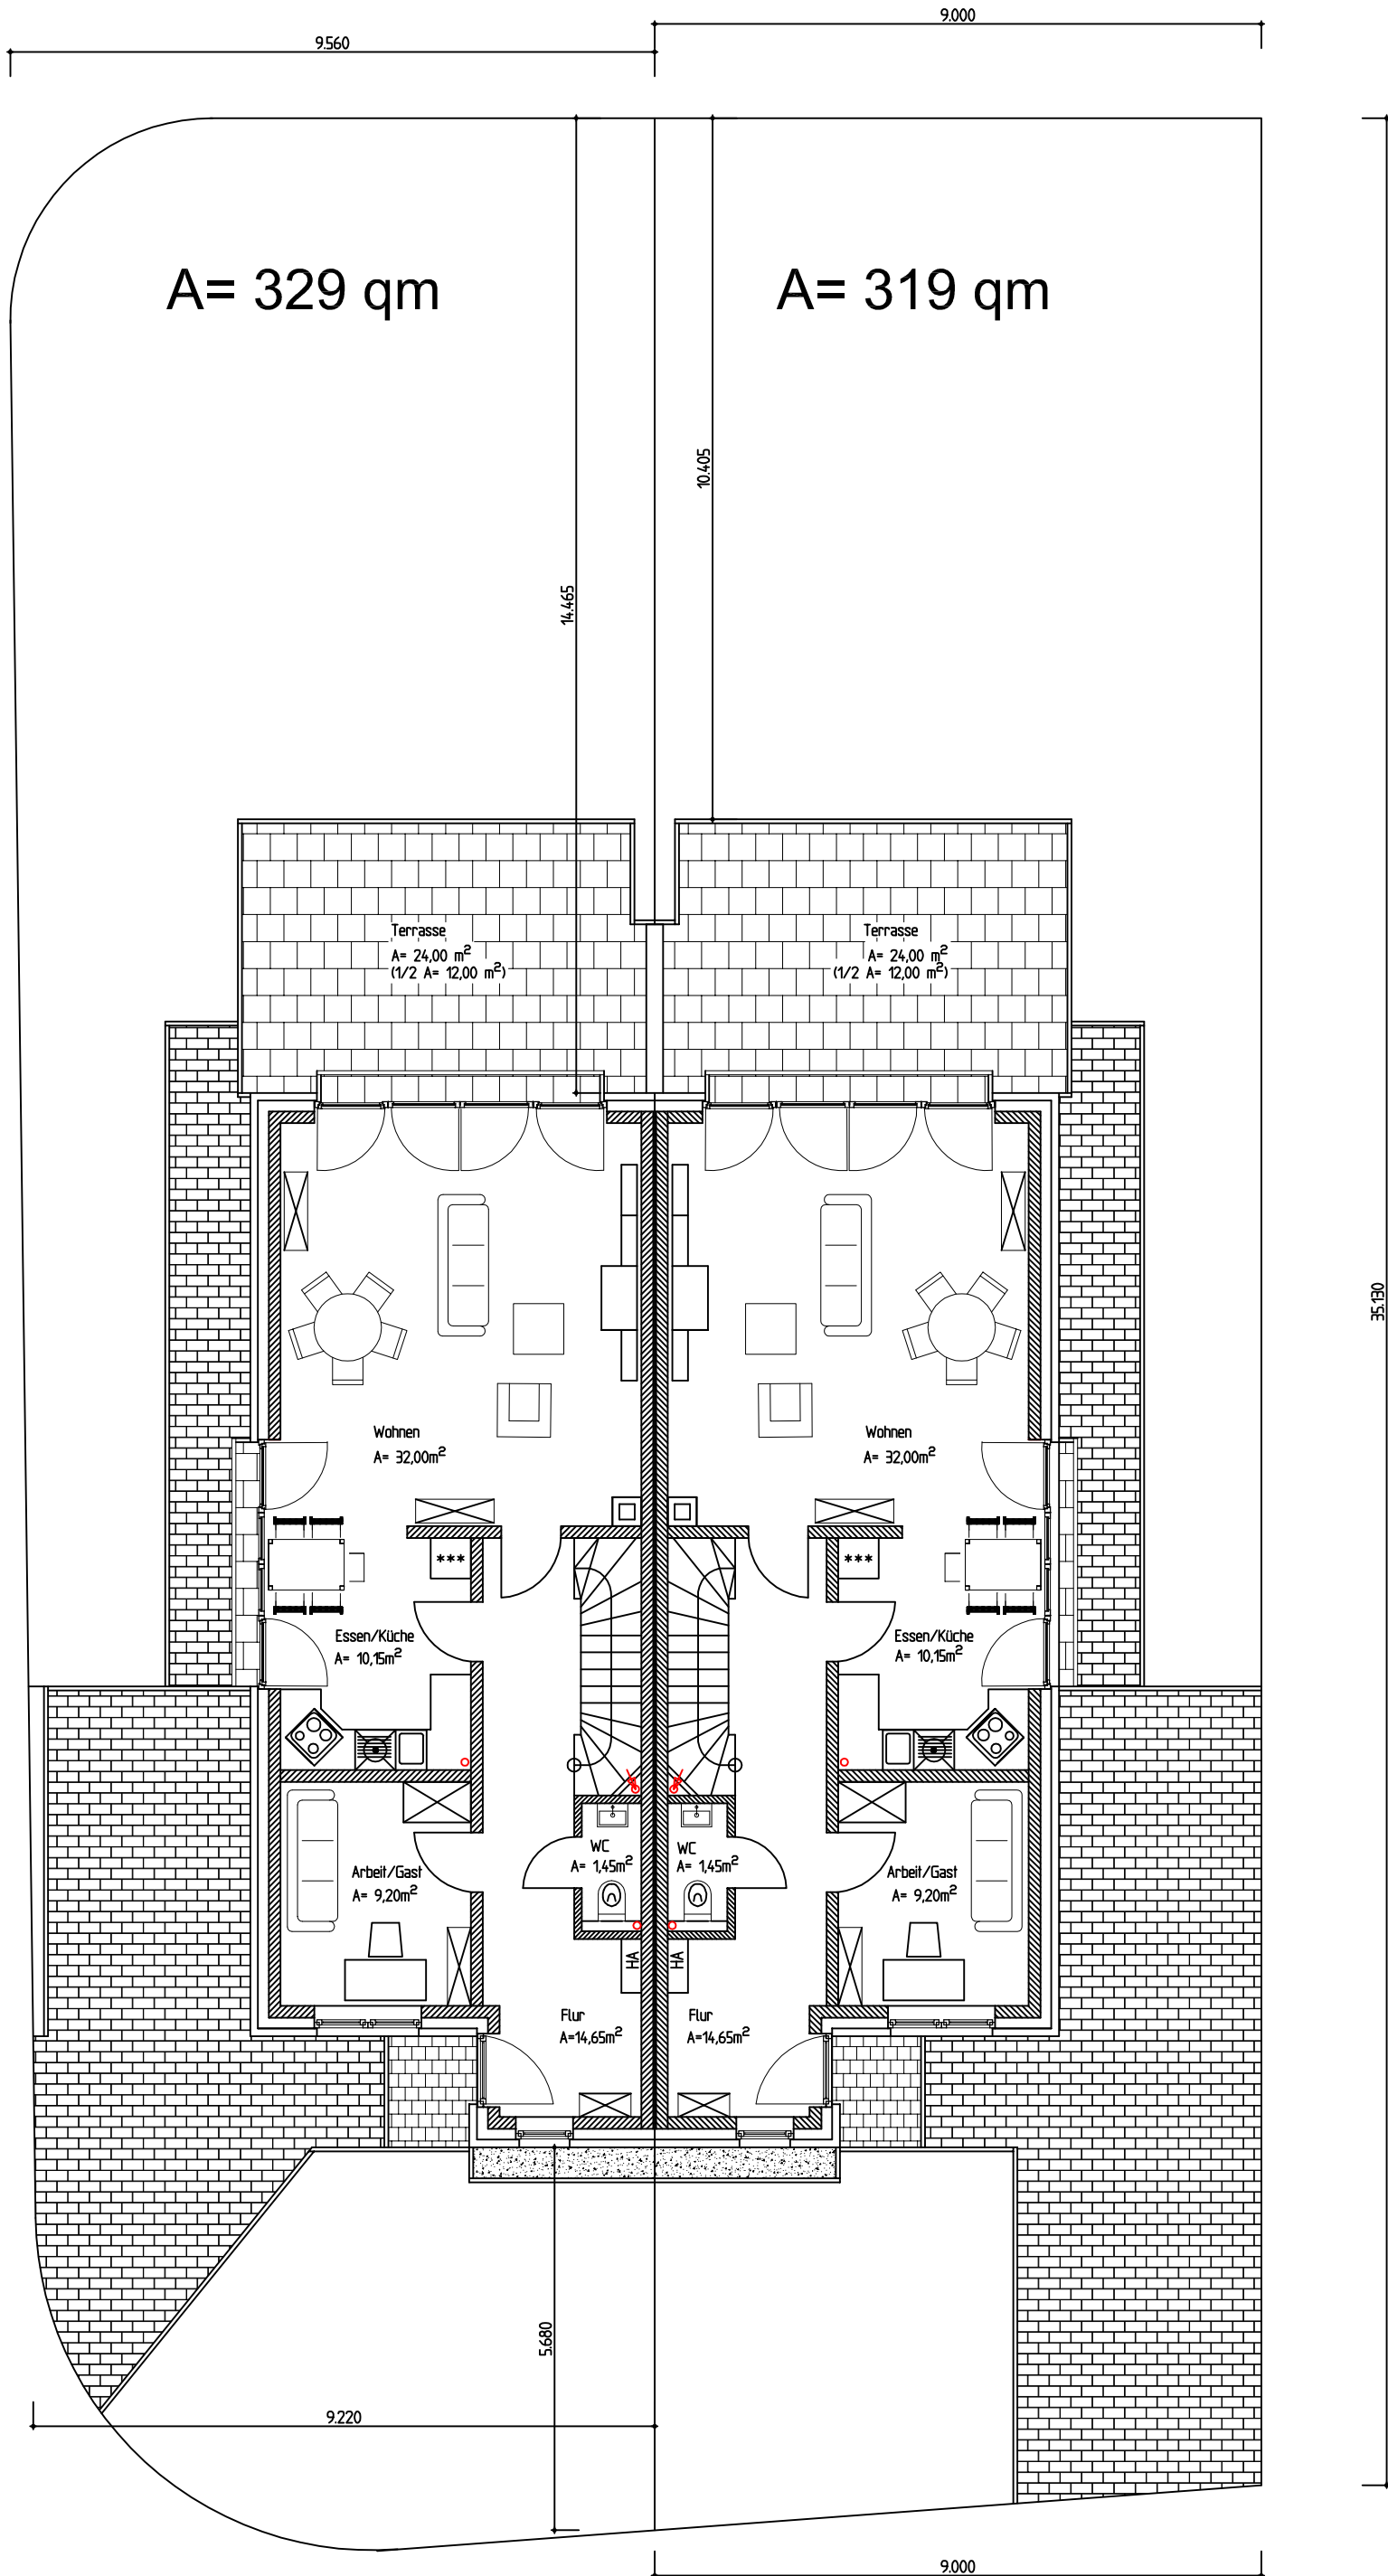 9.000
9.560
A= 329 qm
A= 319 qm
10.405
14.465
Terrasse
A= 24,00 m²
(1/2 A= 12,00 m²)
Terrasse
A= 24,00 m²
(1/2 A= 12,00 m²)
35.130
Wohnen
A= 32,00m²
Wohnen
A= 32,00m²
***
***
Essen/Küche
A= 10,15m²
Essen/Küche
A= 10,15m²
WC
A= 1,45m²
WC
A= 1,45m²
Arbeit/Gast
A= 9,20m²
Arbeit/Gast
A= 9,20m²
HA
HA
Flur
A=14,65m²
Flur
A=14,65m²
5.680
9.220
9.000